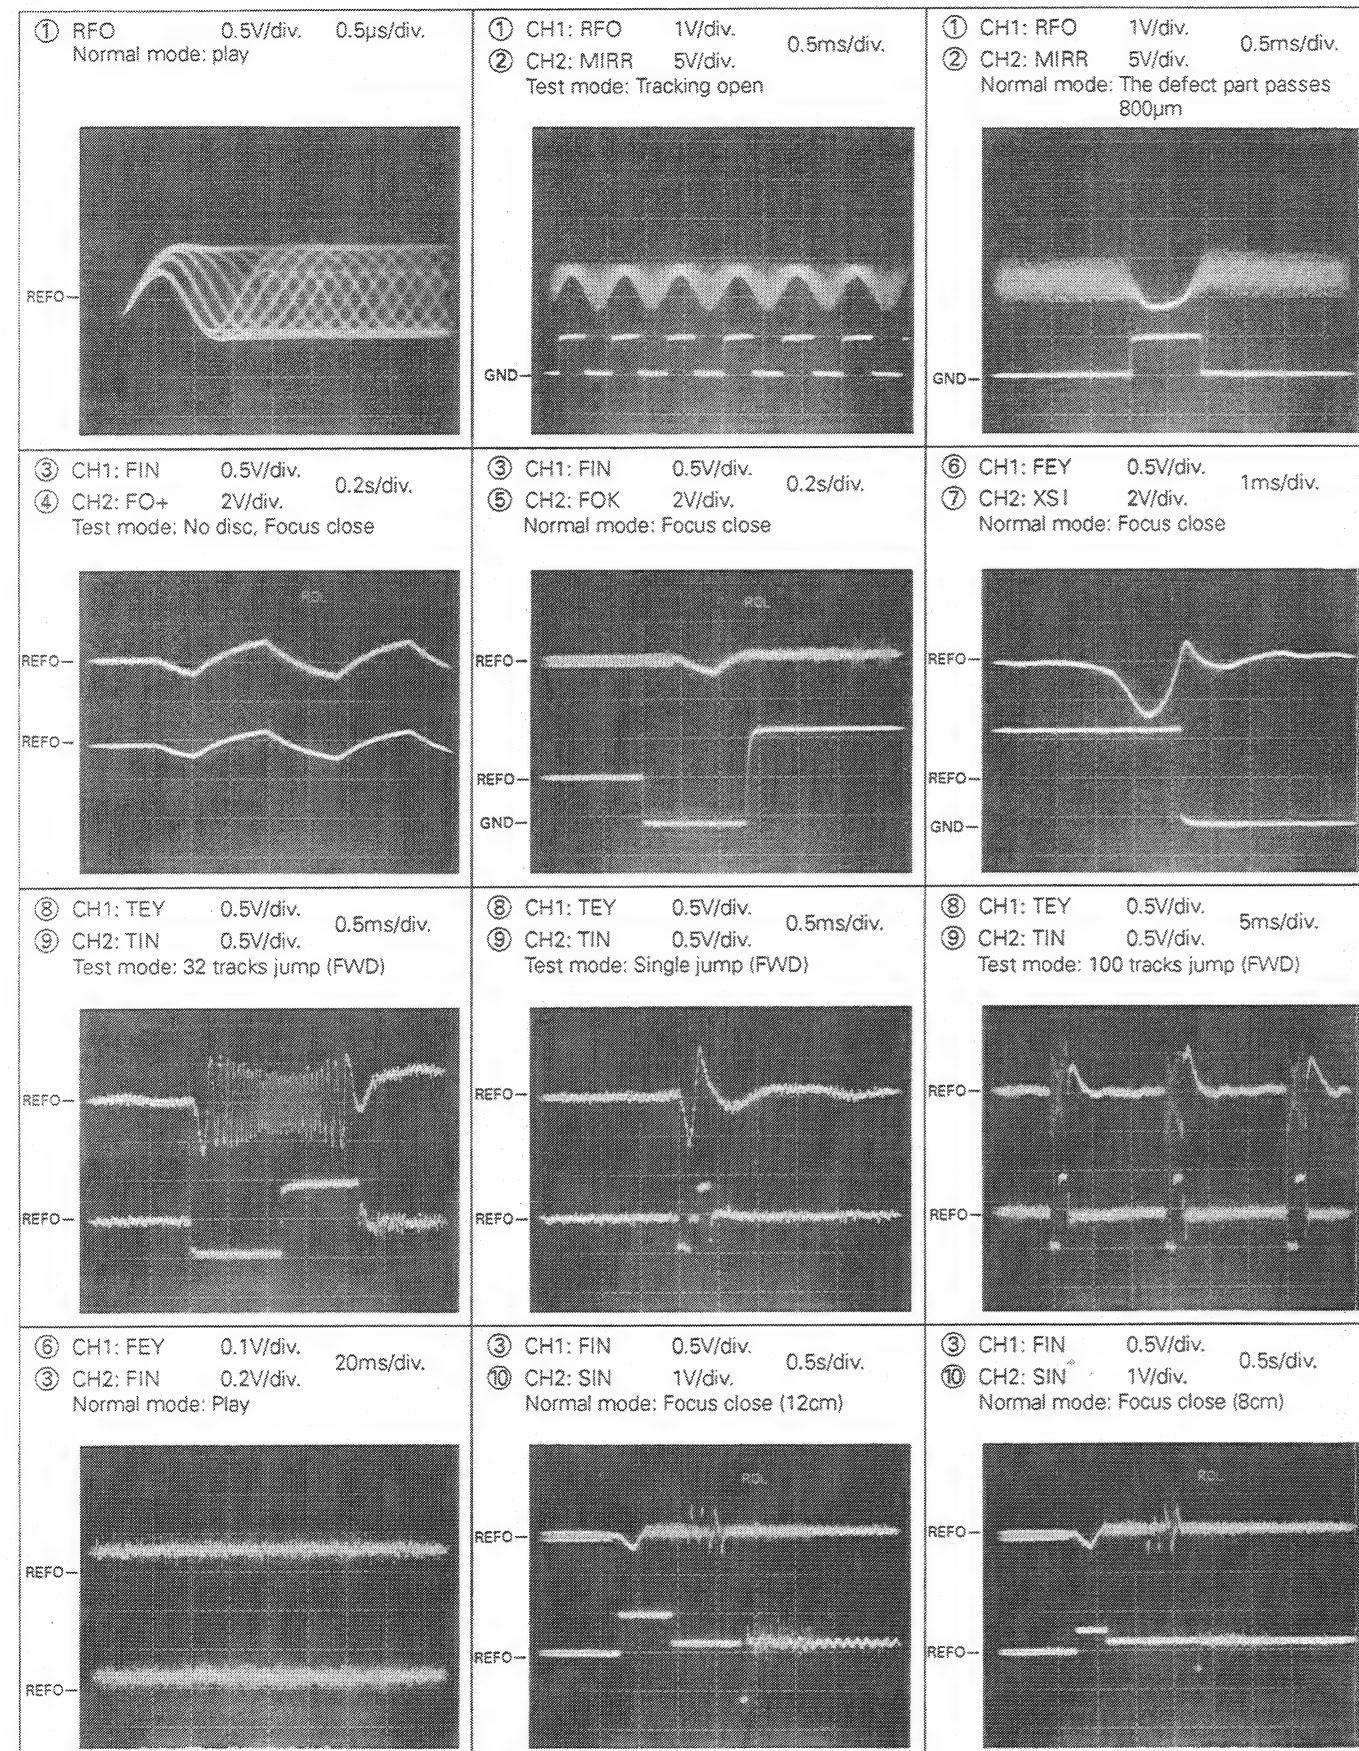 ① RFO 0.5V/div. 0.5µs/div.
Normal mode: play
REFO
① CH1: RFO 1V/div.
0.5ms/div.
② CH2: MIRR 5V/div.
Test mode: Tracking open
GND
① CH1: RFO 1V/div.
0.5ms/div.
② CH2: MIRR 5V/div.
Normal mode: The defect part passes
800µm
GND
③ CH1: FIN 0.5V/div.
0.2s/div.
④ CH2: FO+ 2V/div.
Test mode: No disc, Focus close
ROL
REFO
REFO
③ CH1: FIN 0.5V/div.
0.2s/div.
⑤ CH2: FOK 2V/div.
Normal mode: Focus close
ROL
REFO
REFO
GND
⑥ CH1: FEY 0.5V/div.
1ms/div.
⑦ CH2: XSI 2V/div.
Normal mode: Focus close
REFO
REFO
GND
⑧ CH1: TEY 0.5V/div.
0.5ms/div.
⑨ CH2: TIN 0.5V/div.
Test mode: 32 tracks jump (FWD)
REFO
REFO
⑧ CH1: TEY 0.5V/div.
0.5ms/div.
⑨ CH2: TIN 0.5V/div.
Test mode: Single jump (FWD)
REFO
REFO
⑧ CH1: TEY 0.5V/div.
5ms/div.
⑨ CH2: TIN 0.5V/div.
Test mode: 100 tracks jump (FWD)
REFO
REFO
⑥ CH1: FEY 0.1V/div.
20ms/div.
③ CH2: FIN 0.2V/div.
Normal mode: Play
REFO
REFO
③ CH1: FIN 0.5V/div.
0.5s/div.
⑩ CH2: SIN 1V/div.
Normal mode: Focus close (12cm)
ROL
REFO
REFO
③ CH1: FIN 0.5V/div.
0.5s/div.
⑩ CH2: SIN 1V/div.
Normal mode: Focus close (8cm)
ROL
REFO
REFO